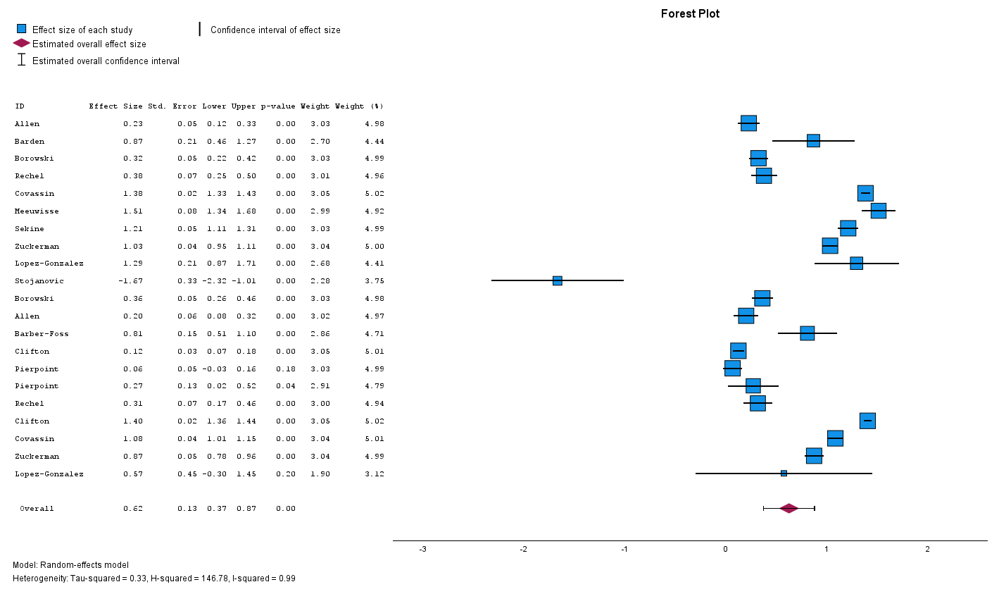 Forest Plot
Effect size of each study
Confidence interval of effect size
Estimated overall effect size
Estimated overall confidence interval
ID Effect Size Std. Error Lower Upper p-value Weight Weight (%)
Allen 0.23 0.05 0.12 0.33 0.00 3.03 4.98
Barden 0.87 0.21 0.46 1.27 0.00 2.70 4.44
Borowski 0.32 0.05 0.22 0.42 0.00 3.03 4.99
Rechel 0.38 0.07 0.25 0.50 0.00 3.01 4.96
Covassin 1.38 0.02 1.33 1.43 0.00 3.05 5.02
Meeuwisse 1.51 0.08 1.34 1.68 0.00 2.99 4.92
Sekine 1.21 0.05 1.11 1.31 0.00 3.03 4.99
Zuckerman 1.03 0.04 0.95 1.11 0.00 3.04 5.00
Lopez-Gonzalez 1.29 0.21 0.87 1.71 0.00 2.68 4.41
Stojanovic -1.67 0.33 -2.32 -1.01 0.00 2.28 3.75
Borowski 0.36 0.05 0.26 0.46 0.00 3.03 4.98
Allen 0.20 0.06 0.08 0.32 0.00 3.02 4.97
Barber-Foss 0.81 0.15 0.51 1.10 0.00 2.86 4.71
Clifton 0.12 0.03 0.07 0.18 0.00 3.05 5.01
Pierpoint 0.06 0.05 -0.03 0.16 0.18 3.03 4.99
Pierpoint 0.27 0.13 0.02 0.52 0.04 2.91 4.79
Rechel 0.31 0.07 0.17 0.46 0.00 3.00 4.94
Clifton 1.40 0.02 1.36 1.44 0.00 3.05 5.02
Covassin 1.08 0.04 1.01 1.15 0.00 3.04 5.01
Zuckerman 0.87 0.05 0.78 0.96 0.00 3.04 4.99
Lopez-Gonzalez 0.57 0.45 -0.30 1.45 0.20 1.90 3.12
Overall 0.62 0.13 0.37 0.87 0.00
-3 -2 -1 0 1 2
Model: Random-effects model
Heterogeneity: Tau-squared = 0.33, H-squared = 146.78, I-squared = 0.99